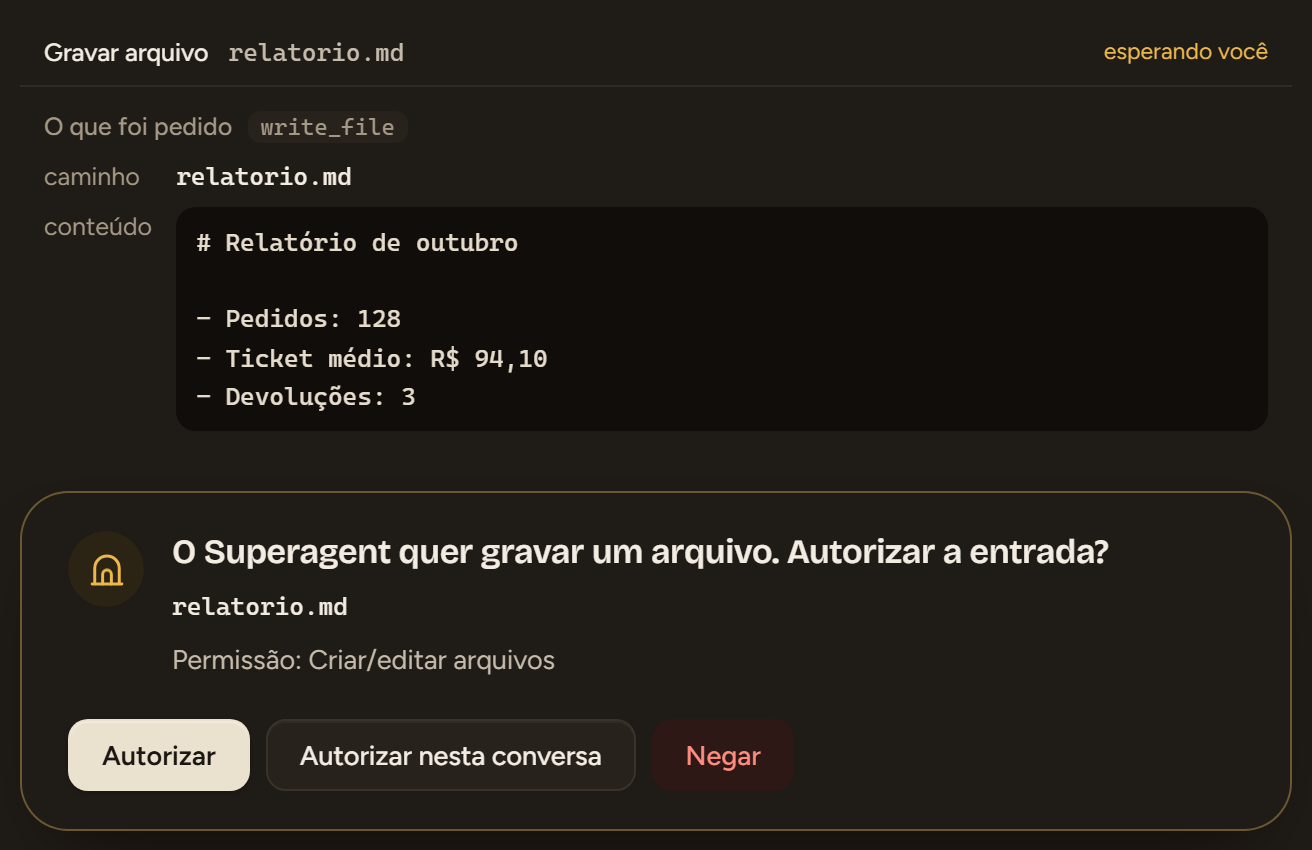 Gravar arquivo relatorio.md esperando você
O que foi pedido write_file
caminho relatorio.md
conteúdo
# Relatório de outubro
- Pedidos: 128
- Ticket médio: R$ 94,10
- Devoluções: 3
O Superagent quer gravar um arquivo. Autorizar a entrada?
relatorio.md
Permissão: Criar/editar arquivos
Autorizar Autorizar nesta conversa Negar